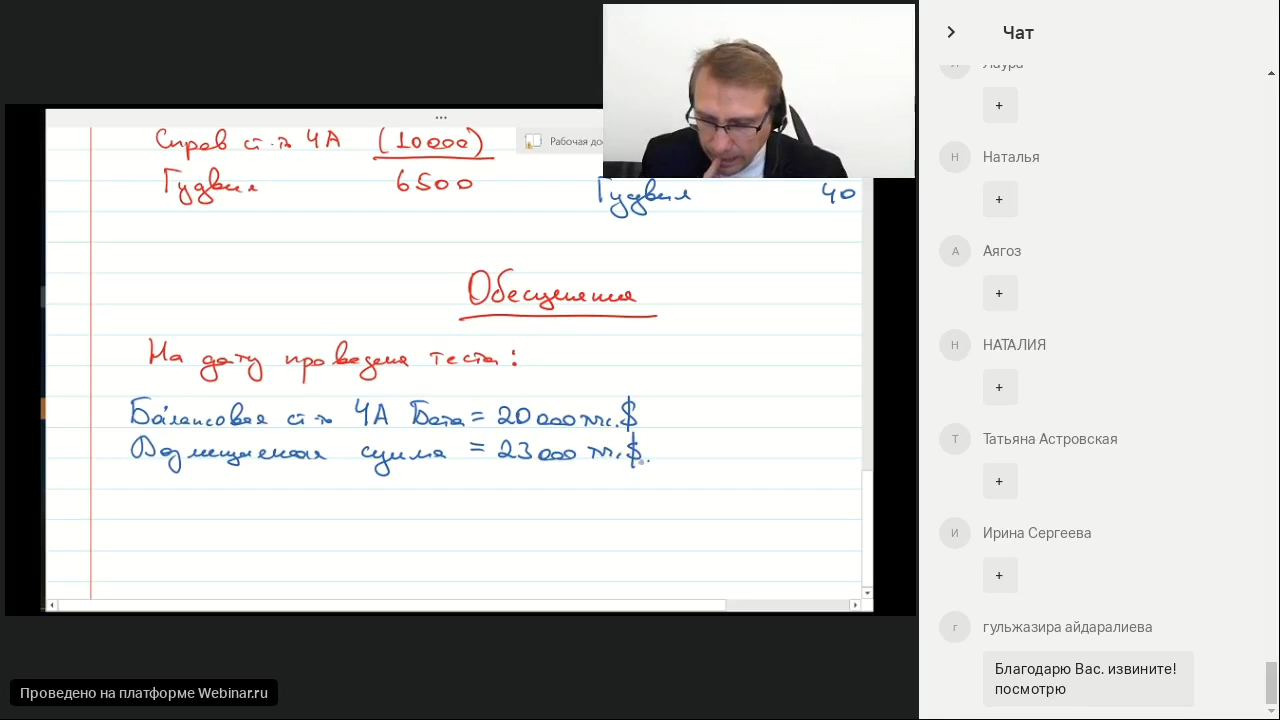 Чат
Лаура
+
Н
Наталья
+
А
Аягоз
+
Н
НАТАЛИЯ
+
Т
Татьяна Астровская
+
И
Ирина Сергеева
+
г
гульжазира айдаралиева
Благодарю Вас. извините!
посмотрю
Справ ст-ть ЧА (10000)
Рабочая до
Гудвил 6500
Гудвил 40
Обесценения
На дату проведения теста:
Балансовая ст-ть ЧА Бета = 20000 тыс. $
Возмещаемая сумма = 23000 тыс. $.
Проведено на платформе Webinar.ru